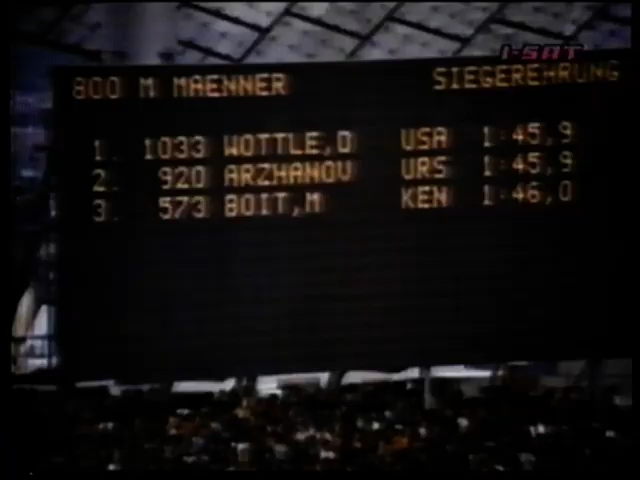 I-SAT
800 M MAENNER SIEGEREHRUNG
1. 1033 WOTTLE,D USA 1:45,9
2. 920 ARZHANOV URS 1:45,9
3. 573 BOIT,M KEN 1:46,0